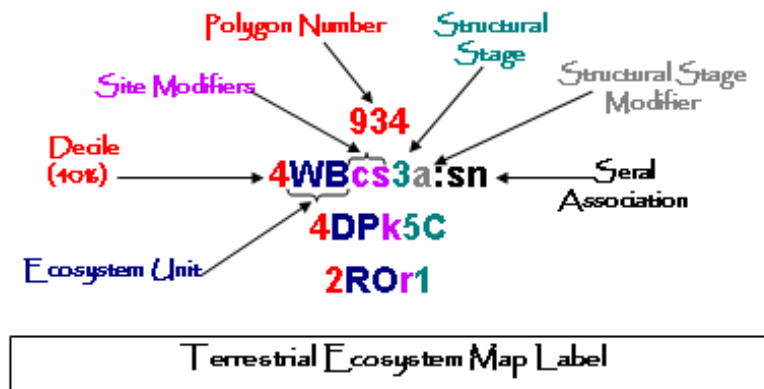 Polygon Number
Structural
Stage
Site Modifiers
Structural Stage
Modifier
934
Decile
(40%)
4WBcs3a:sn
Seral
Association
4DPk5C
Ecosystem Unit
2ROr1
Terrestrial Ecosystem Map Label